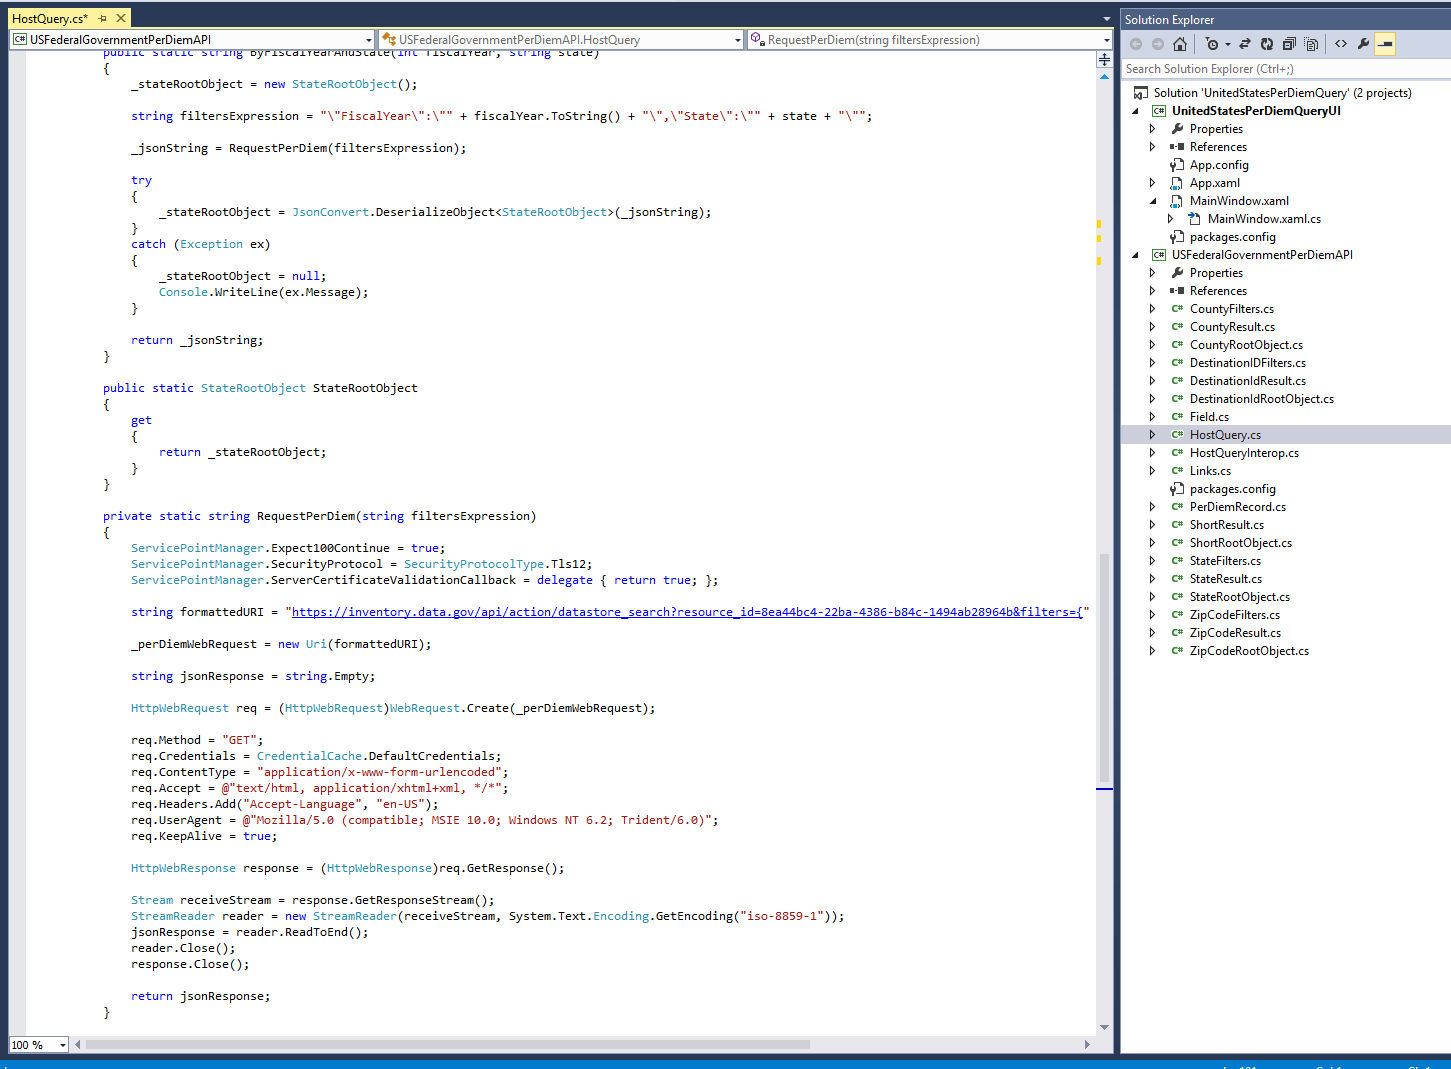 HostQuery.cs*
USFederalGovernmentPerDiemAPI
USFederalGovernmentPerDiemAPI.HostQuery
RequestPerDiem(string filtersExpression)
public static string ByFiscalYearAndState(int fiscalYear, string state)
{
_stateRootObject = new StateRootObject();
string filtersExpression = "\"FiscalYear\":\"" + fiscalYear.ToString() + "\",\"State\":\"" + state + "\"";
_jsonString = RequestPerDiem(filtersExpression);
try
{
_stateRootObject = JsonConvert.DeserializeObject<StateRootObject>(_jsonString);
}
catch (Exception ex)
{
_stateRootObject = null;
Console.WriteLine(ex.Message);
}
return _jsonString;
}
public static StateRootObject StateRootObject
{
get
{
return _stateRootObject;
}
}
private static string RequestPerDiem(string filtersExpression)
{
ServicePointManager.Expect100Continue = true;
ServicePointManager.SecurityProtocol = SecurityProtocolType.Tls12;
ServicePointManager.ServerCertificateValidationCallback = delegate { return true; };
string formattedURI = "https://inventory.data.gov/api/action/datastore_search?resource_id=8ea44bc4-22ba-4386-b84c-1494ab28964b&filters={"
_perDiemWebRequest = new Uri(formattedURI);
string jsonResponse = string.Empty;
HttpWebRequest req = (HttpWebRequest)WebRequest.Create(_perDiemWebRequest);
req.Method = "GET";
req.Credentials = CredentialCache.DefaultCredentials;
req.ContentType = "application/x-www-form-urlencoded";
req.Accept = @"text/html, application/xhtml+xml, */*";
req.Headers.Add("Accept-Language", "en-US");
req.UserAgent = @"Mozilla/5.0 (compatible; MSIE 10.0; Windows NT 6.2; Trident/6.0)";
req.KeepAlive = true;
HttpWebResponse response = (HttpWebResponse)req.GetResponse();
Stream receiveStream = response.GetResponseStream();
StreamReader reader = new StreamReader(receiveStream, System.Text.Encoding.GetEncoding("iso-8859-1"));
jsonResponse = reader.ReadToEnd();
reader.Close();
response.Close();
return jsonResponse;
}
100 %
Solution Explorer
Search Solution Explorer (Ctrl+;)
Solution 'UnitedStatesPerDiemQuery' (2 projects)
UnitedStatesPerDiemQueryUI
Properties
References
App.config
App.xaml
MainWindow.xaml
MainWindow.xaml.cs
packages.config
USFederalGovernmentPerDiemAPI
Properties
References
CountyFilters.cs
CountyResult.cs
CountyRootObject.cs
DestinationIDFilters.cs
DestinationIdResult.cs
DestinationIdRootObject.cs
Field.cs
HostQuery.cs
HostQueryInterop.cs
Links.cs
packages.config
PerDiemRecord.cs
ShortResult.cs
ShortRootObject.cs
StateFilters.cs
StateResult.cs
StateRootObject.cs
ZipCodeFilters.cs
ZipCodeResult.cs
ZipCodeRootObject.cs